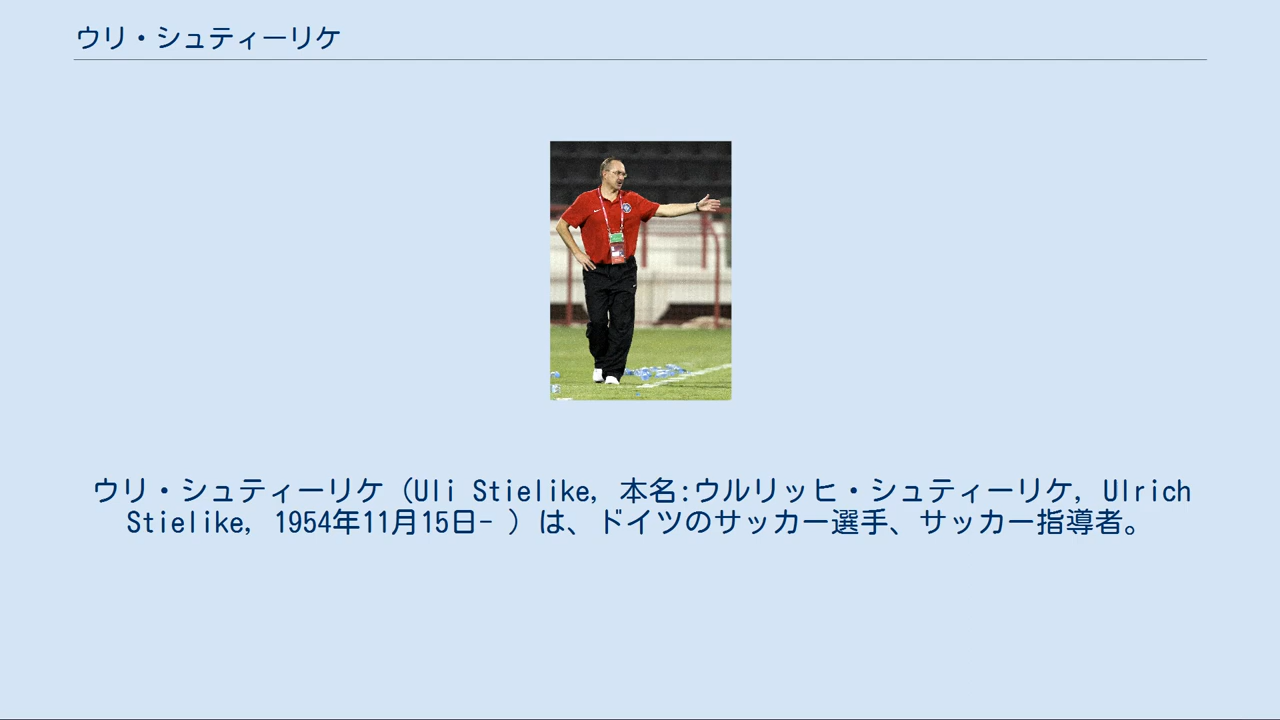 ウリ・シュティーリケ
ウリ・シュティーリケ（Uli Stielike, 本名:ウルリッヒ・シュティーリケ, Ulrich
Stielike, 1954年11月15日- ）は、ドイツのサッカー選手、サッカー指導者。